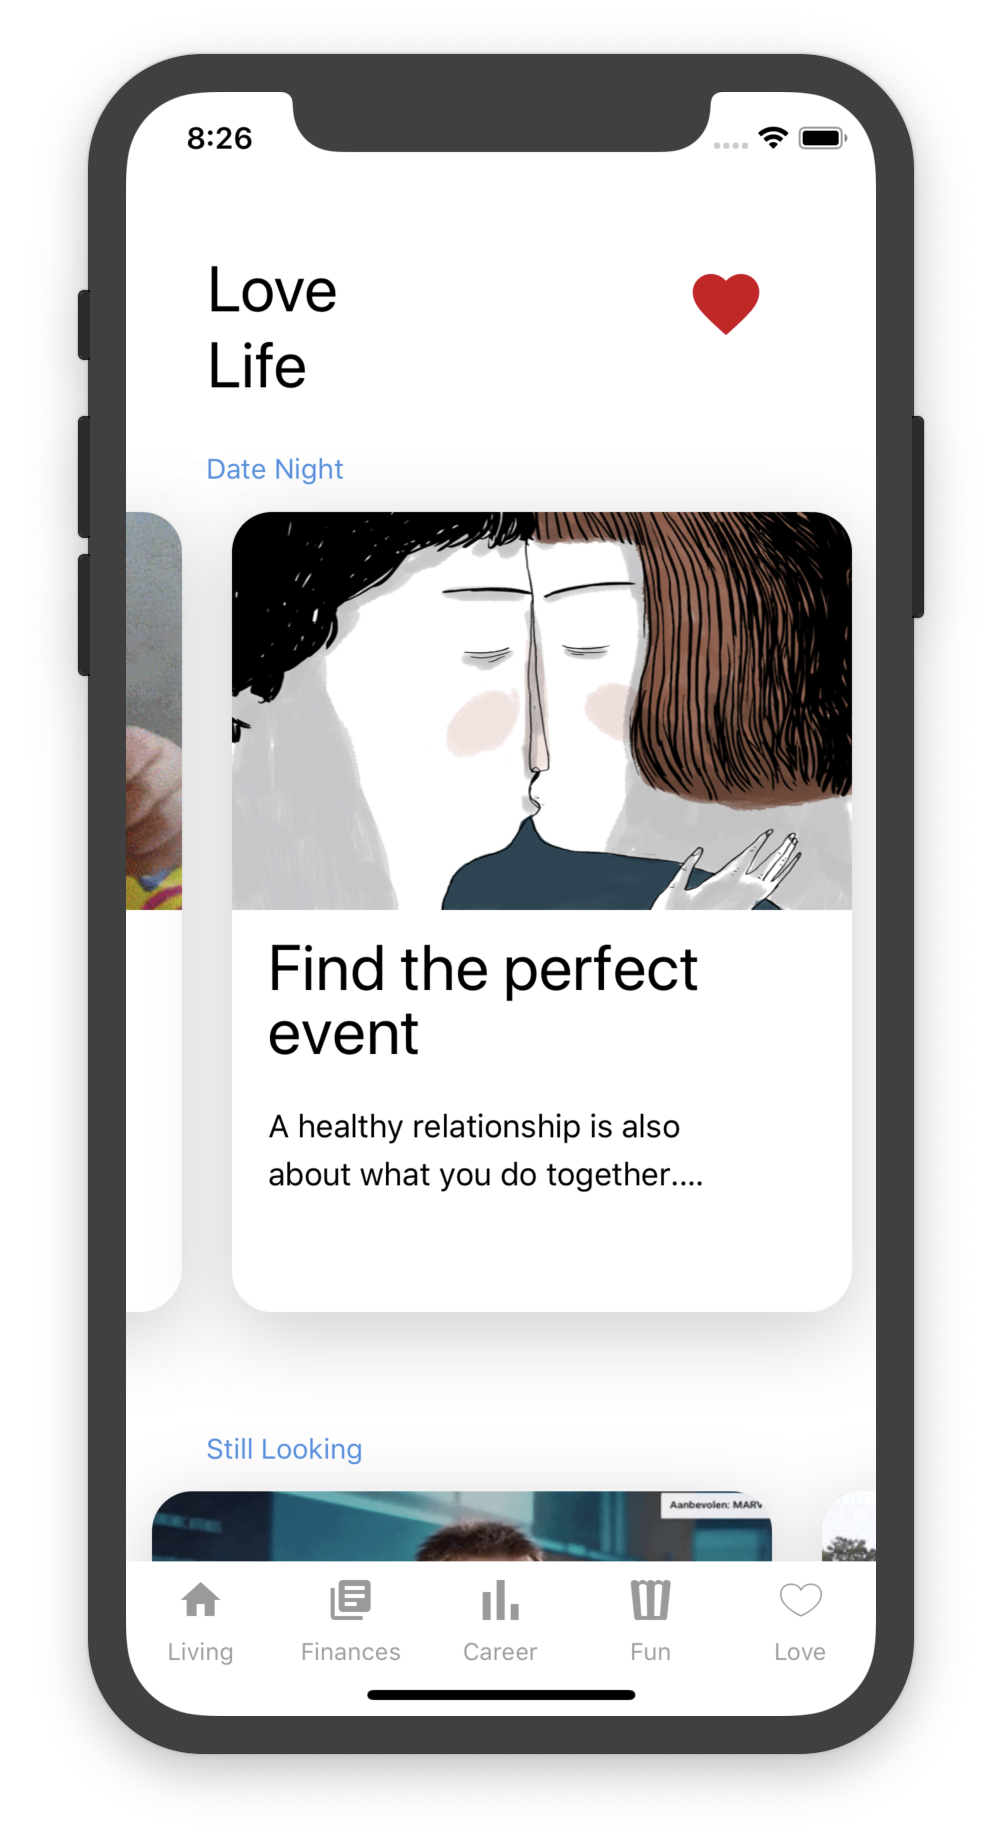 8:26
Love
Life
Date Night
Find the perfect
event
A healthy relationship is also
about what you do together....
Still Looking
Aanbevolen: MARV
Living
Finances
Career
Fun
Love